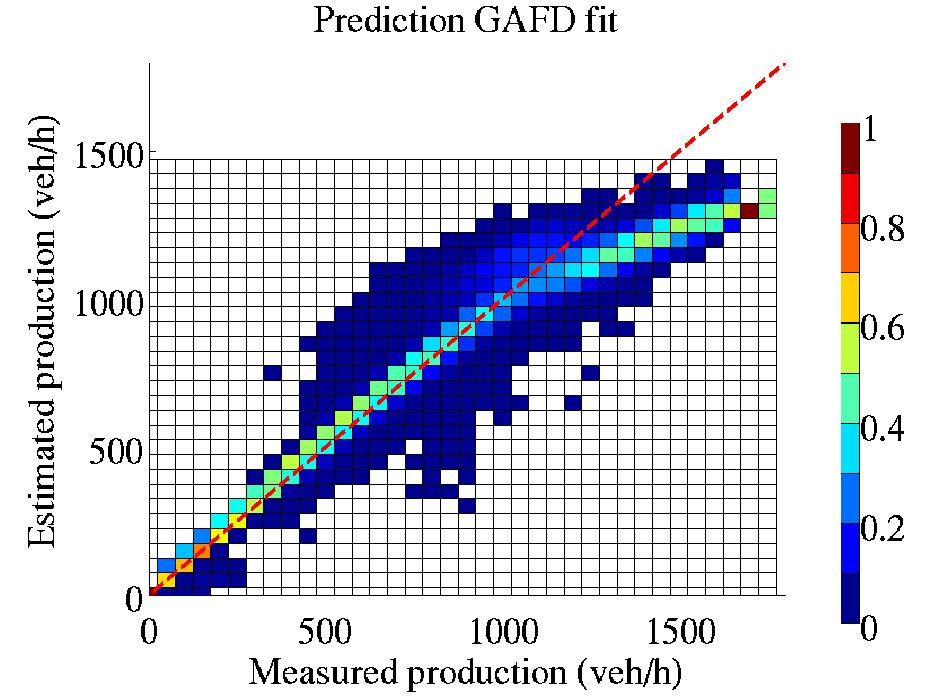 Prediction GAFD fit
Estimated production (veh/h)
1500
1000
500
0
0 500 1000 1500
Measured production (veh/h)
1
0.8
0.6
0.4
0.2
0